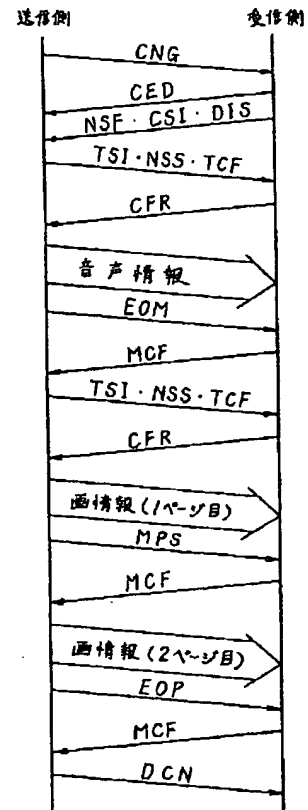 送信側
受信側
CNG
CED
NSF・CSI・DIS
TSI・NSS・TCF
CFR
音声情報
EOM
MCF
TSI・NSS・TCF
CFR
画情報(1ページ目)
MPS
MCF
画情報(2ページ目)
EOP
MCF
DCN